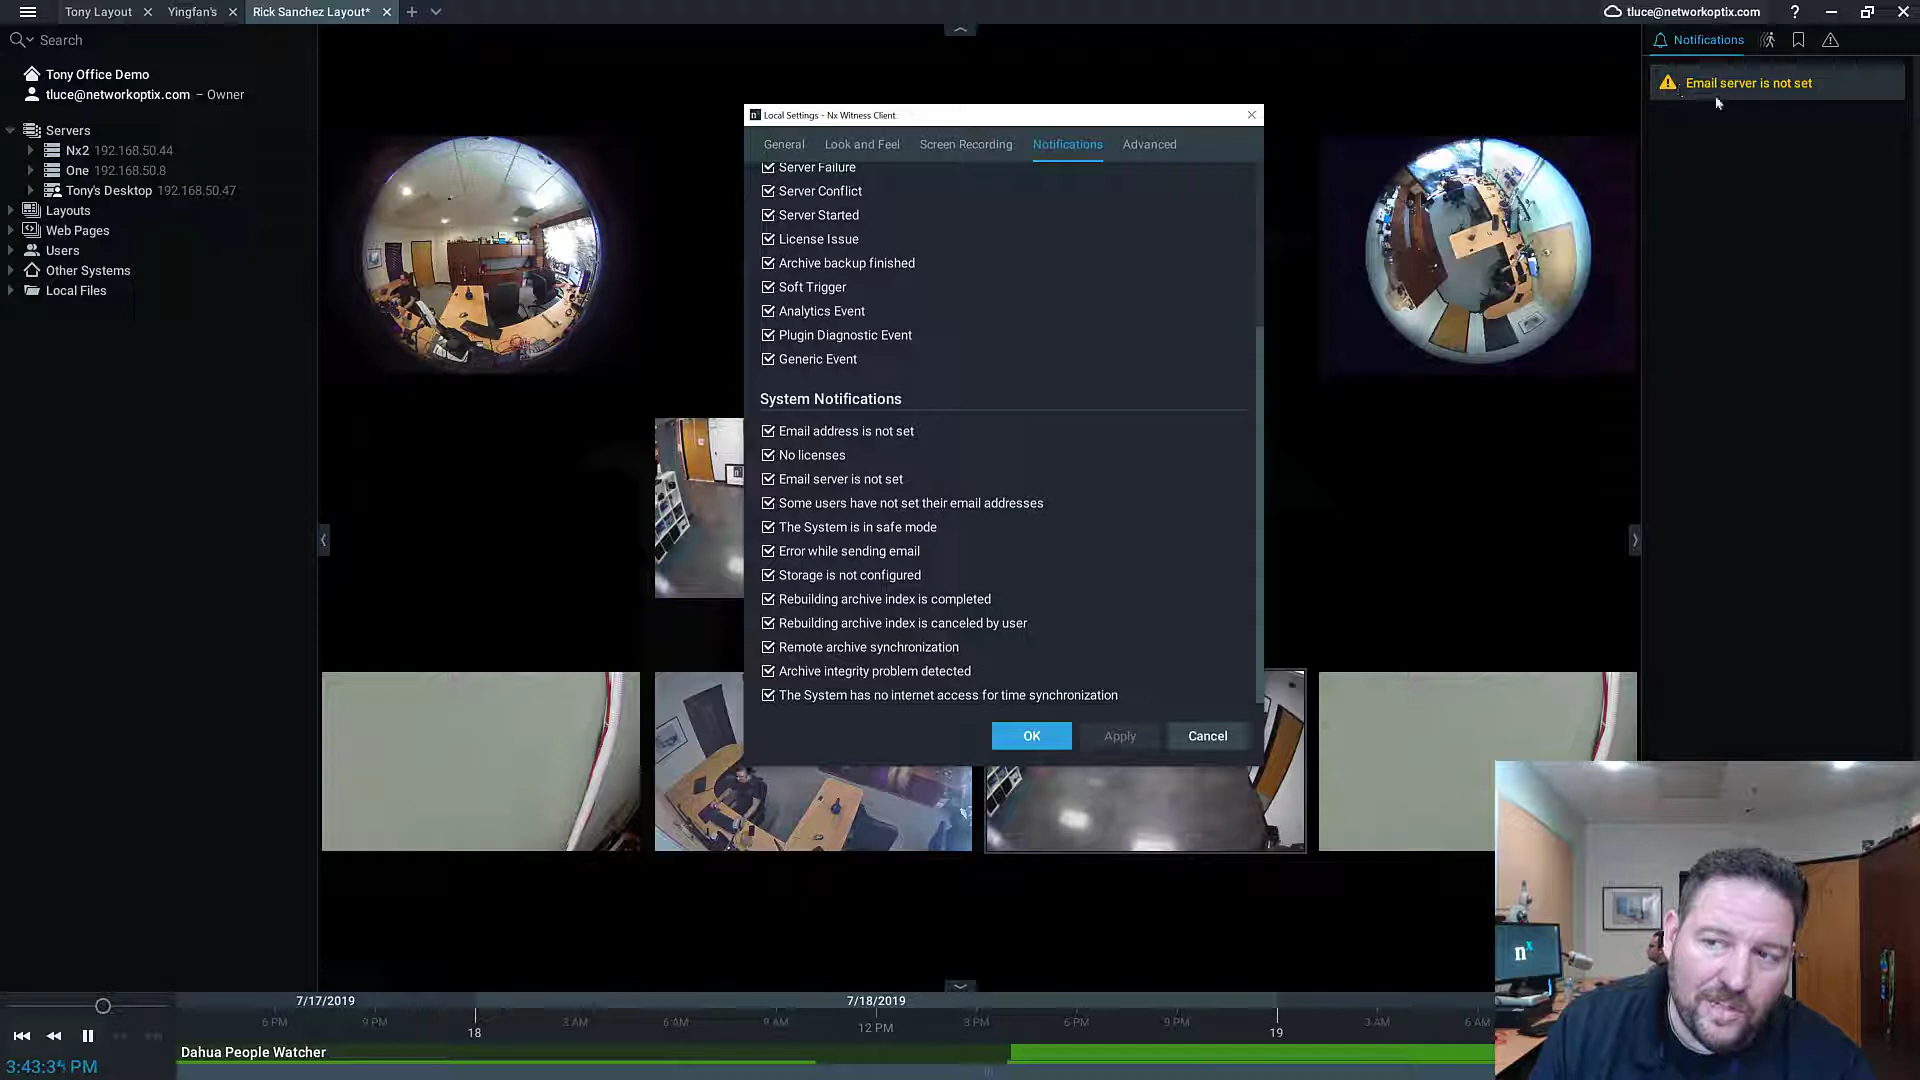 Tony Layout
Yingfan's
Rick Sanchez Layout*
tluce@networkoptix.com
?
Search
Notifications
Email server is not set
Tony Office Demo
tluce@networkoptix.com – Owner
Servers
Nx2 192.168.50.44
One 192.168.50.8
Tony's Desktop 192.168.50.47
Layouts
Web Pages
Users
Other Systems
Local Files
Local Settings - Nx Witness Client
General
Look and Feel
Screen Recording
Notifications
Advanced
Server Failure
Server Conflict
Server Started
License Issue
Archive backup finished
Soft Trigger
Analytics Event
Plugin Diagnostic Event
Generic Event
System Notifications
Email address is not set
No licenses
Email server is not set
Some users have not set their email addresses
The System is in safe mode
Error while sending email
Storage is not configured
Rebuilding archive index is completed
Rebuilding archive index is canceled by user
Remote archive synchronization
Archive integrity problem detected
The System has no internet access for time synchronization
OK
Apply
Cancel
nx
7/17/2019
7/18/2019
6 PM
9 PM
18
3 AM
6 AM
9 AM
12 PM
3 PM
6 PM
9 PM
19
3 AM
6 AM
Dahua People Watcher